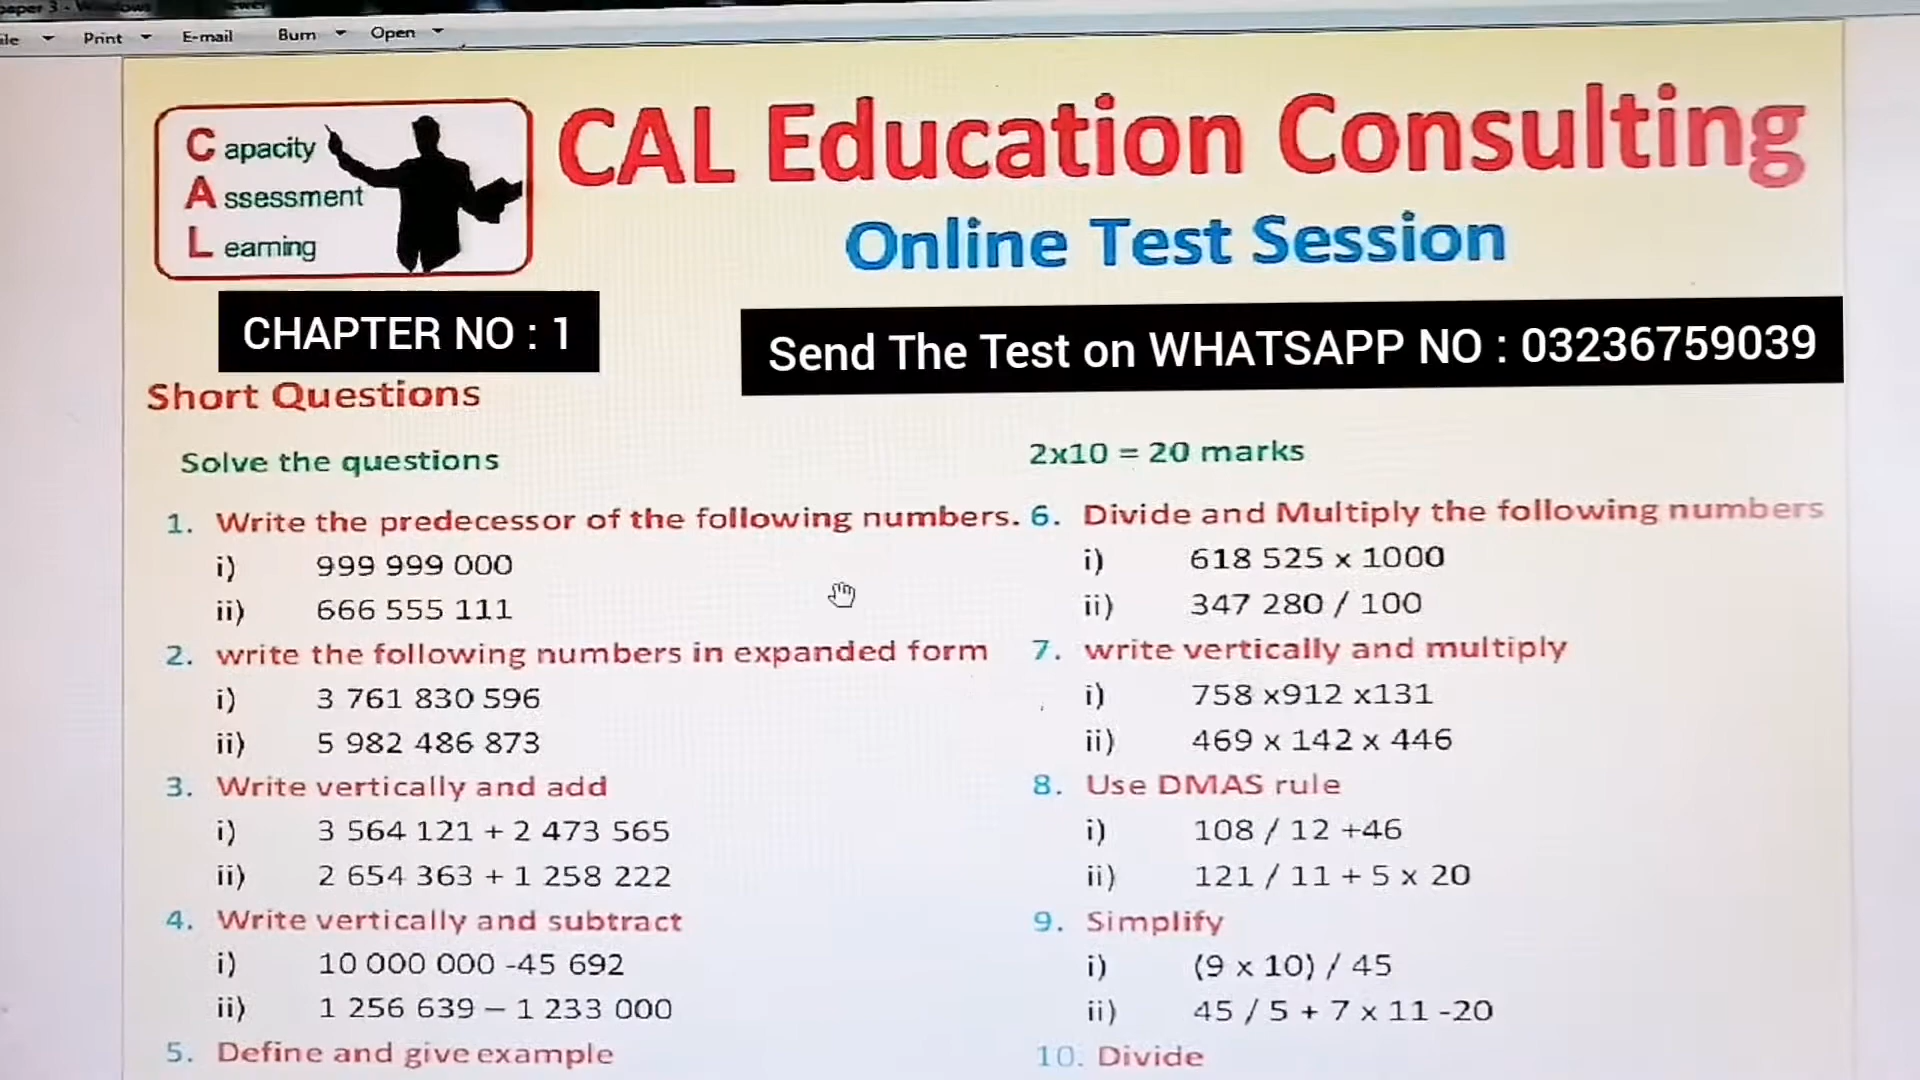 paper 3 - Windows
Print E-mail Burn Open
CAL Education Consulting
Capacity
Assessment
Learning
Online Test Session
CHAPTER NO : 1
Send The Test on WHATSAPP NO : 03236759039
Short Questions
Solve the questions
2x10 = 20 marks
1. Write the predecessor of the following numbers.
i) 999 999 000
ii) 666 555 111
2. write the following numbers in expanded form
i) 3 761 830 596
ii) 5 982 486 873
3. Write vertically and add
i) 3 564 121 + 2 473 565
ii) 2 654 363 + 1 258 222
4. Write vertically and subtract
i) 10 000 000 -45 692
ii) 1 256 639 – 1 233 000
5. Define and give example
6. Divide and Multiply the following numbers
i) 618 525 x 1000
ii) 347 280 / 100
7. write vertically and multiply
i) 758 x912 x131
ii) 469 x 142 x 446
8. Use DMAS rule
i) 108 / 12 +46
ii) 121 / 11 + 5 x 20
9. Simplify
i) (9 x 10) / 45
ii) 45 / 5 + 7 x 11 -20
10. Divide